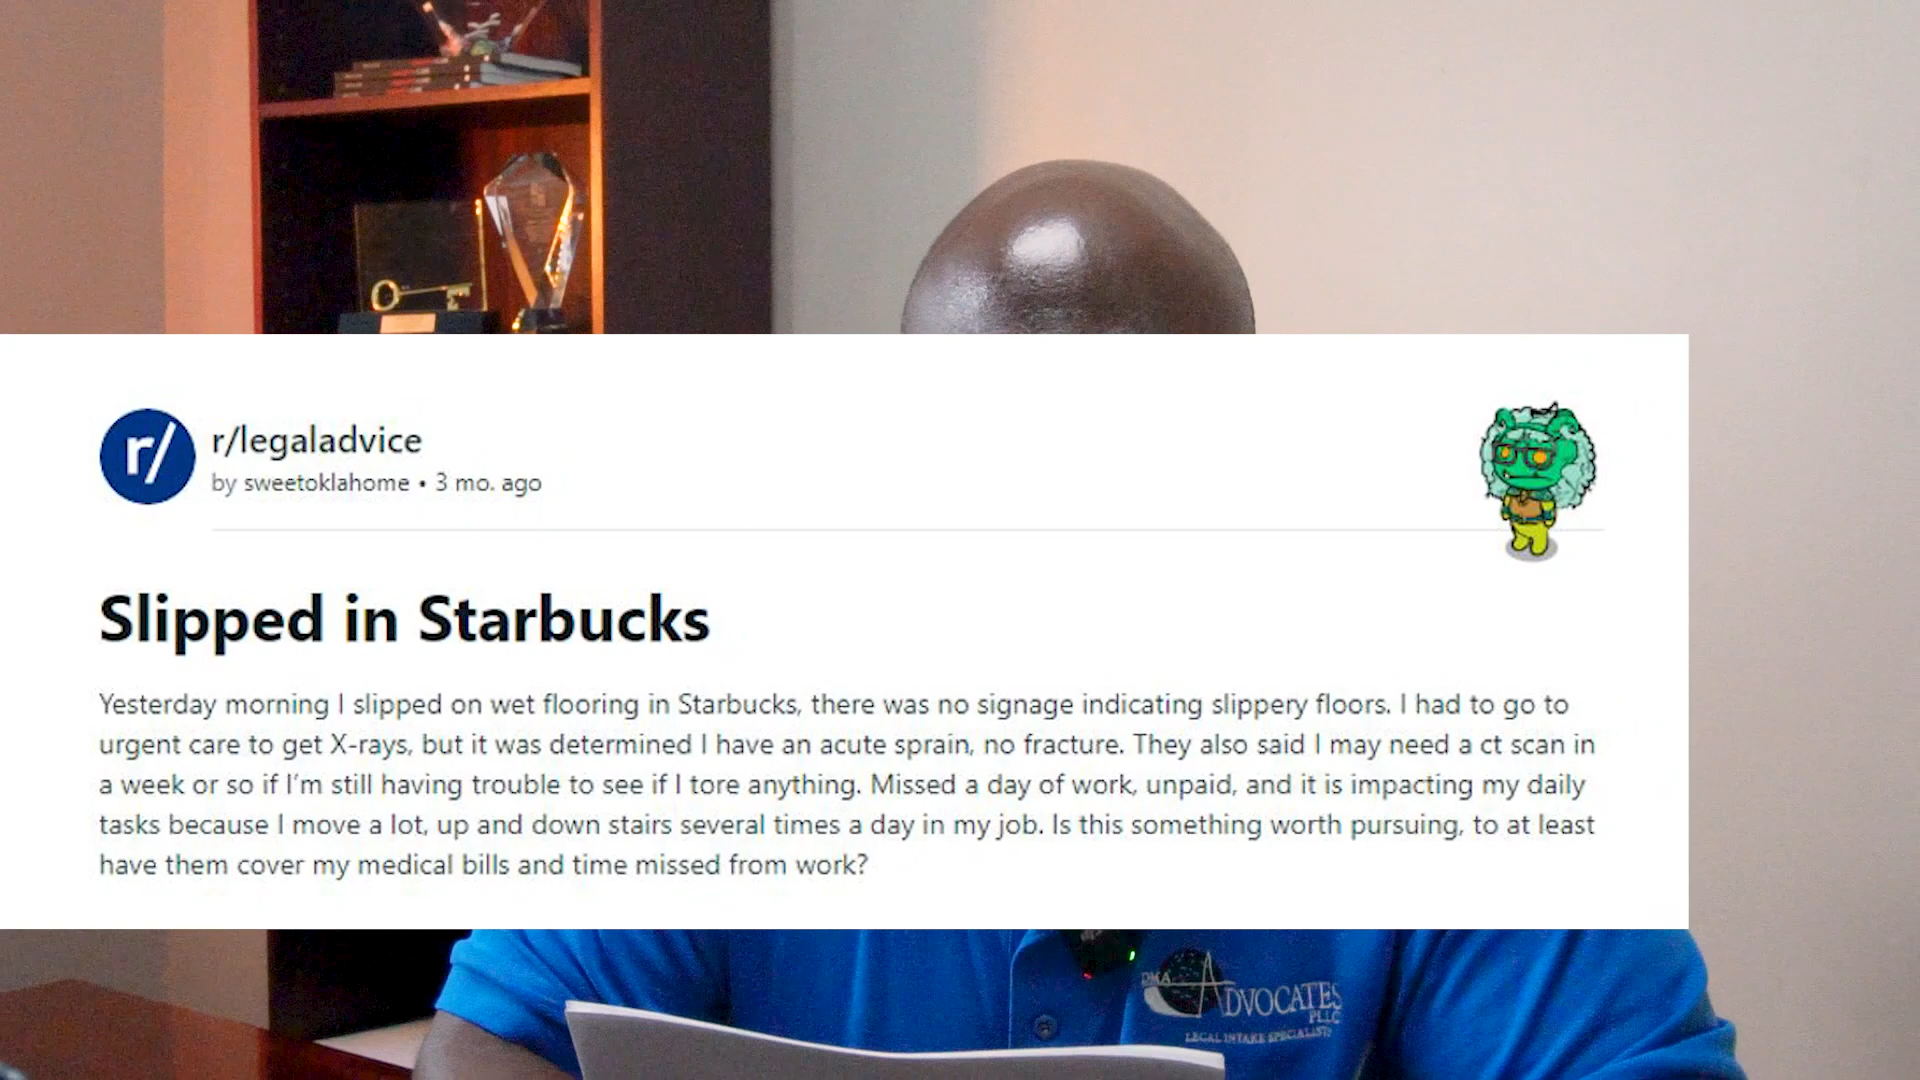 r/
r/legaladvice
by sweetoklahome • 3 mo. ago
Slipped in Starbucks
Yesterday morning I slipped on wet flooring in Starbucks, there was no signage indicating slippery floors. I had to go to
urgent care to get X-rays, but it was determined I have an acute sprain, no fracture. They also said I may need a ct scan in
a week or so if I'm still having trouble to see if I tore anything. Missed a day of work, unpaid, and it is impacting my daily
tasks because I move a lot, up and down stairs several times a day in my job. Is this something worth pursuing, to at least
have them cover my medical bills and time missed from work?
DMA
ADVOCATES
PLLC
LEGAL INTAKE SPECIALISTS